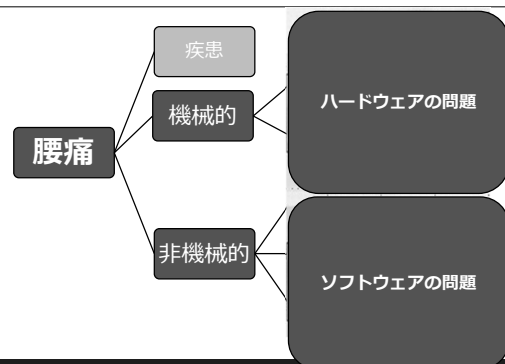 疾患
機械的
ハードウェアの問題
腰痛
非機械的
ソフトウェアの問題